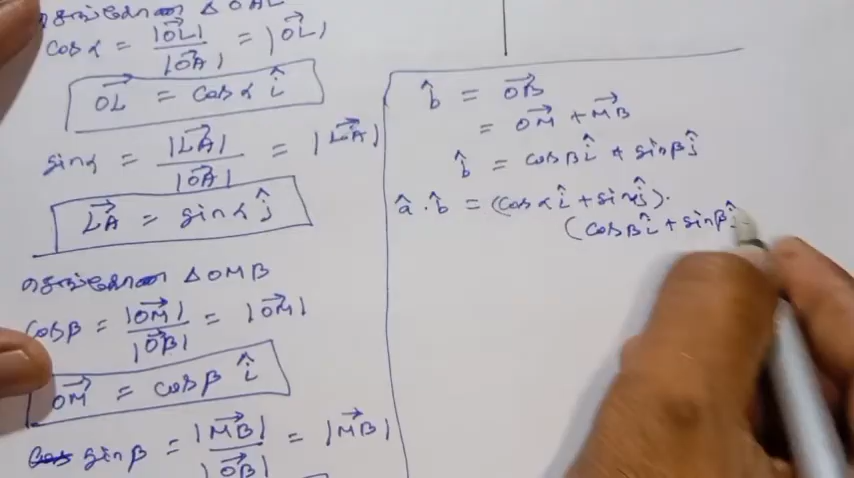 செங்கோண Δ OAL
cos α = |OL⃗| / |OA⃗| = |OL⃗|
OL⃗ = cos α î
sin α = |LA⃗| / |OA⃗| = |LA⃗|
LA⃗ = sin α ĵ
செங்கோண Δ OMB
cos β = |OM⃗| / |OB⃗| = |OM⃗|
OM⃗ = cos β î
sin β = |MB⃗| / |OB⃗| = |MB⃗|
b̂ = OB⃗
= OM⃗ + MB⃗
b̂ = cos β î + sin β ĵ
â . b̂ = (cos α î + sin α ĵ) .
(cos β î + sin β ĵ